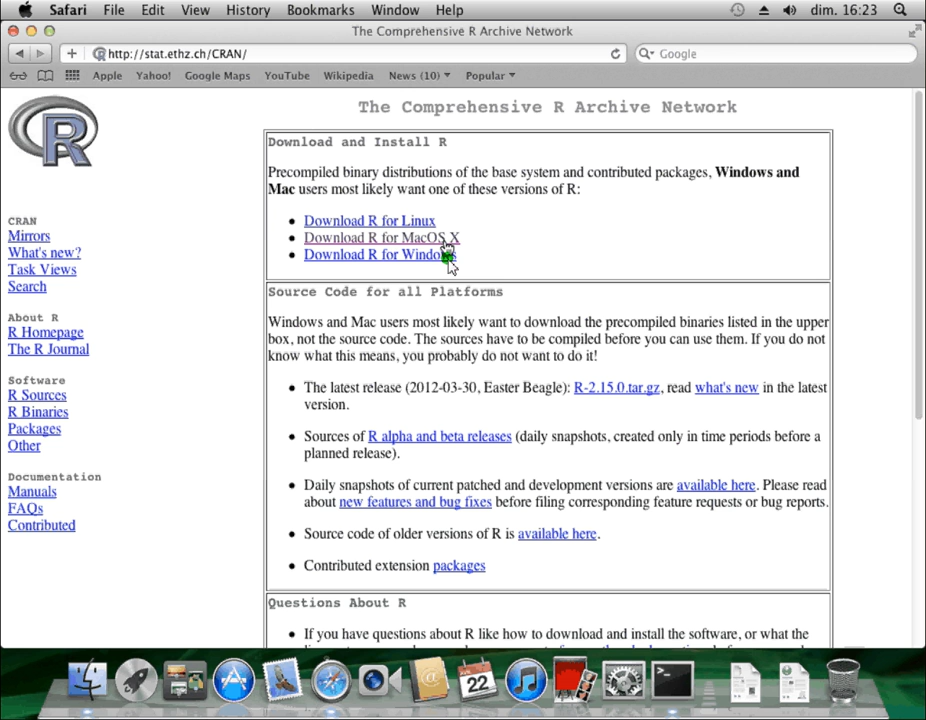 Safari File Edit View History Bookmarks Window Help dim. 16:23
The Comprehensive R Archive Network
http://stat.ethz.ch/CRAN/ Google
Apple Yahoo! Google Maps YouTube Wikipedia News (10) Popular
R
CRAN
Mirrors
What's new?
Task Views
Search
About R
R Homepage
The R Journal
Software
R Sources
R Binaries
Packages
Other
Documentation
Manuals
FAQs
Contributed
The Comprehensive R Archive Network
Download and Install R
Precompiled binary distributions of the base system and contributed packages, Windows and
Mac users most likely want one of these versions of R:
Download R for Linux
Download R for MacOS X
Download R for Windows
Source Code for all Platforms
Windows and Mac users most likely want to download the precompiled binaries listed in the upper
box, not the source code. The sources have to be compiled before you can use them. If you do not
know what this means, you probably do not want to do it!
The latest release (2012-03-30, Easter Beagle): R-2.15.0.tar.gz, read what's new in the latest
version.
Sources of R alpha and beta releases (daily snapshots, created only in time periods before a
planned release).
Daily snapshots of current patched and development versions are available here. Please read
about new features and bug fixes before filing corresponding feature requests or bug reports.
Source code of older versions of R is available here.
Contributed extension packages
Questions About R
If you have questions about R like how to download and install the software, or what the
22